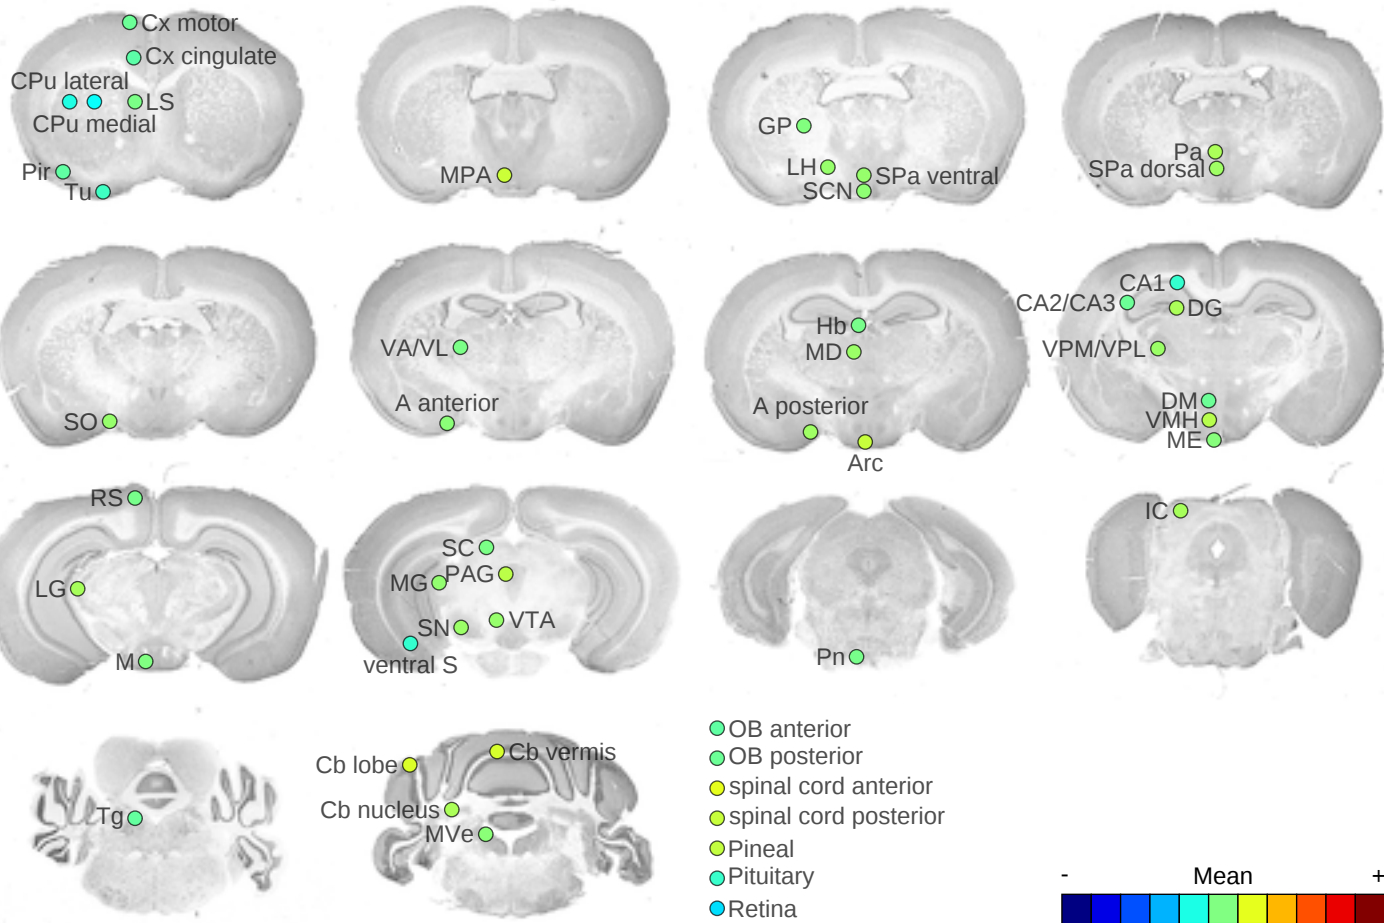 Cx motor
Cx cingulate
CPu lateral
LS
CPu medial
Pir
Tu
MPA
GP
LH
SPa ventral
SCN
Pa
SPa dorsal
SO
VA/VL
A anterior
Hb
MD
A posterior
Arc
CA1
CA2/CA3
DG
VPM/VPL
DM
VMH
ME
RS
LG
M
SC
MG
PAG
SN
VTA
ventral S
Pn
IC
Tg
Cb lobe
Cb vermis
Cb nucleus
MVe
OB anterior
OB posterior
spinal cord anterior
spinal cord posterior
Pineal
Pituitary
Retina
- Mean +